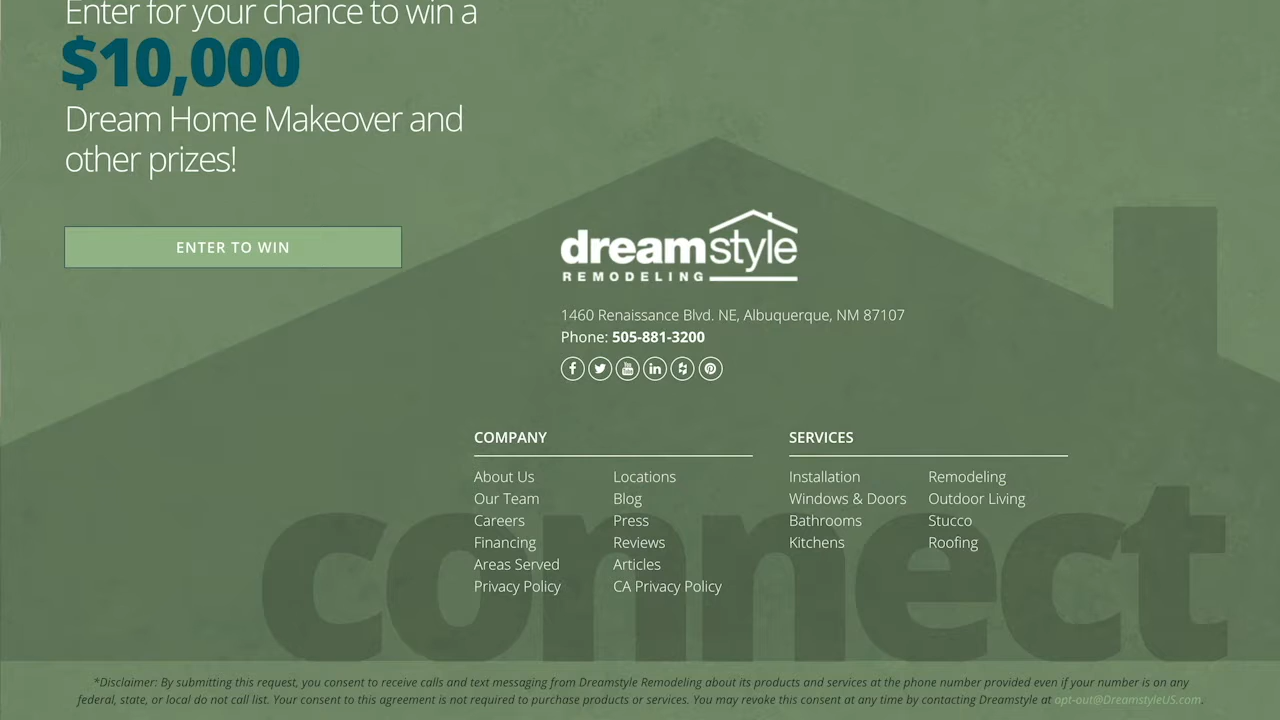 Enter for your chance to win a
$10,000
Dream Home Makeover and
other prizes!
ENTER TO WIN
dreamstyle
REMODELING
1460 Renaissance Blvd. NE, Albuquerque, NM 87107
Phone: 505-881-3200
COMPANY
About Us
Our Team
Careers
Financing
Areas Served
Privacy Policy
Locations
Blog
Press
Reviews
Articles
CA Privacy Policy
SERVICES
Installation
Windows & Doors
Bathrooms
Kitchens
Remodeling
Outdoor Living
Stucco
Roofing
connect
*Disclaimer: By submitting this request, you consent to receive calls and text messaging from Dreamstyle Remodeling about its products and services at the phone number provided even if your number is on any
federal, state, or local do not call list. Your consent to this agreement is not required to purchase products or services. You may revoke this consent at any time by contacting Dreamstyle at opt-out@DreamstyleUS.com.